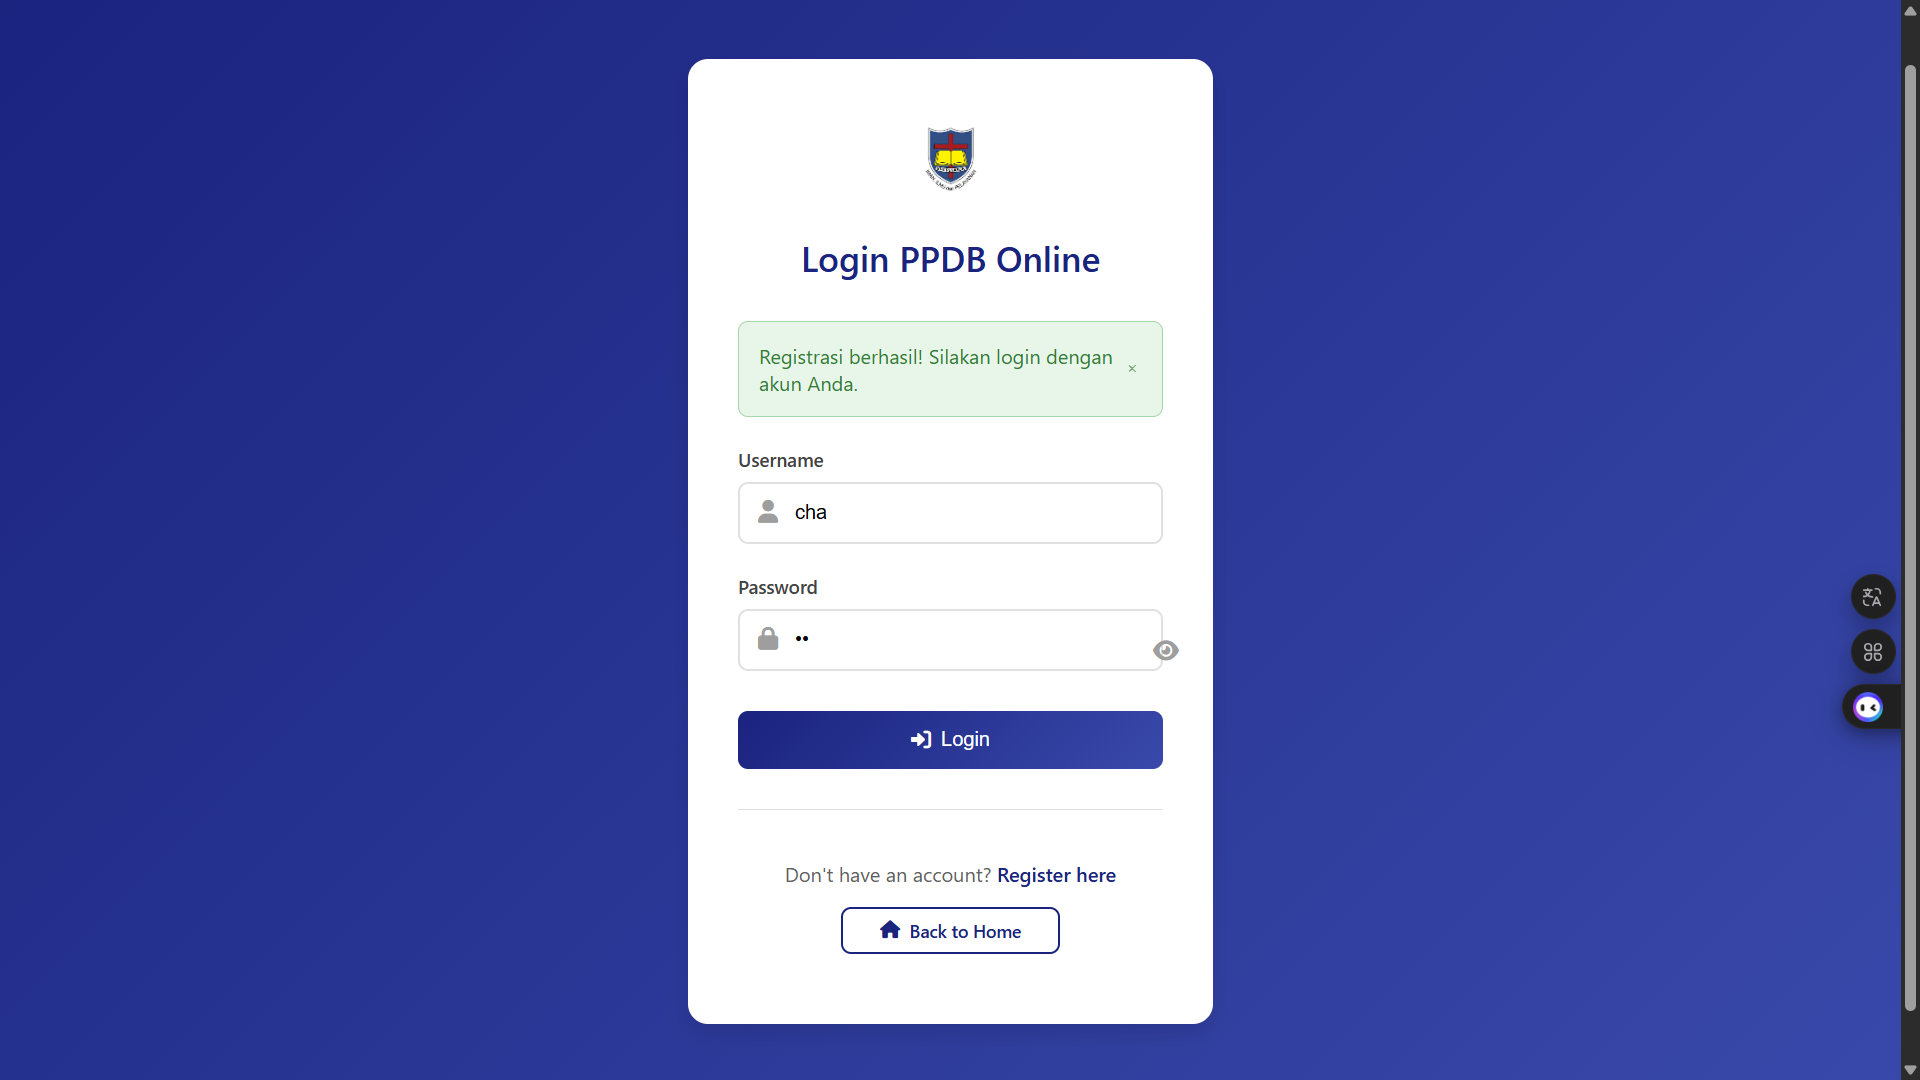 Login PPDB Online
Registrasi berhasil! Silakan login dengan
akun Anda.
×
Username
cha
Password
••
Login
Don't have an account? Register here
Back to Home